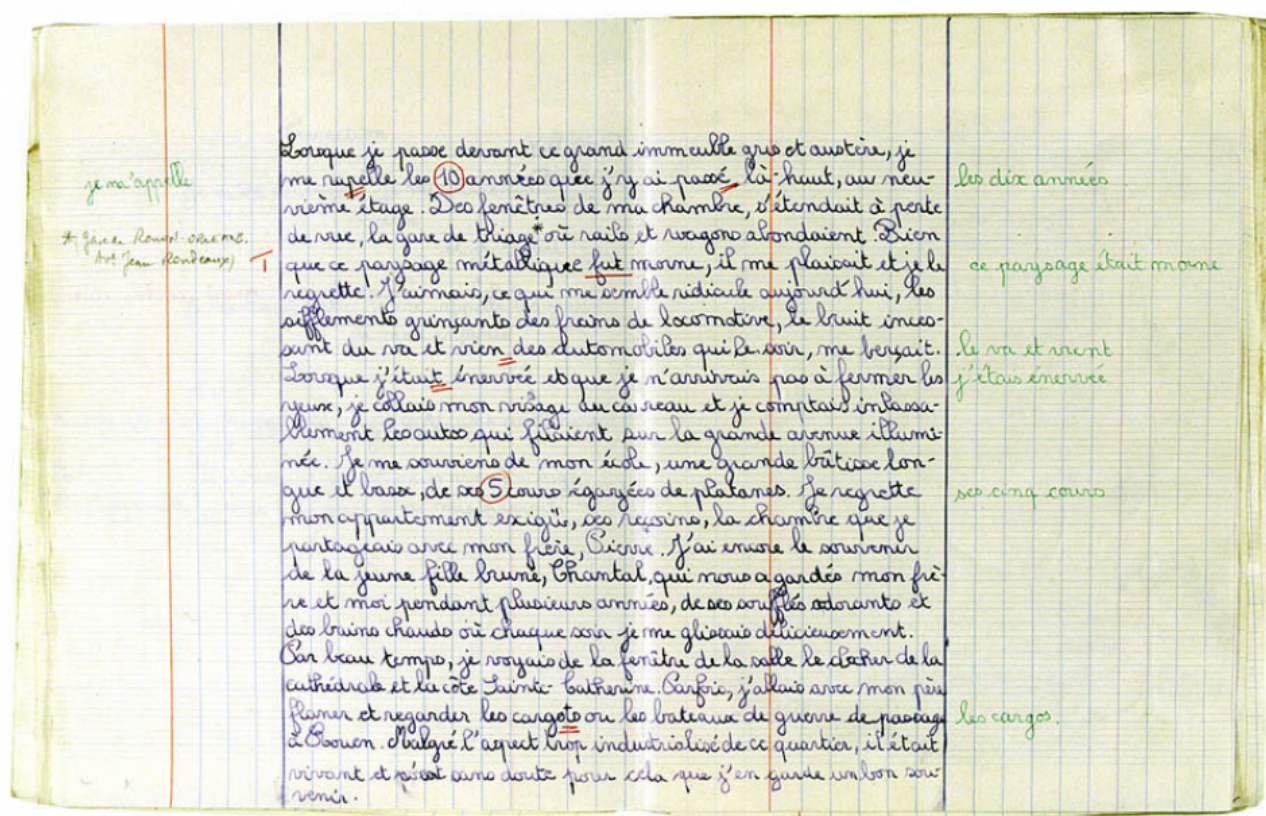 Lorsque je passe devant ce grand immeuble gris et austère, je
je m'appelle
me rapelle les 10 années que j'y ai passé, là-haut, au neu-
les dix années
vième étage. Des fenêtres de ma chambre, s'étendait à perte
de vue, la gare de triage* où rails et wagons abondaient. Bien
* gare Rouen-ORLEANS.
Ave Jean Rondeaux)
T
que ce paysage métallique fut morne, il me plaisait et je le
ce paysage était morne
regrette. J'aimais, ce qui me semble ridicule aujourd'hui, les
sifflements grinçants des freins de locomotive, le bruit inces-
sant du va et vien des automobiles qui le soir, me berçait.
le va et vient
Lorsque j'était énervée et que je n'arrivais pas à fermer les
j'étais énervée
yeux, je collais mon visage au carreau et je comptais inlassa-
blement les autos qui filaient sur la grande avenue illumi-
née. Je me souviens de mon école, une grande bâtisse lon-
gue et basse, de ses 5 cours égayées de platanes. Je regrette
ses cinq cours
mon appartement exigü, ses recoins, la chambre que je
partageais avec mon frère, Pierre. J'ai encore le souvenir
de la jeune fille brune, Chantal, qui nous a gardés mon frè-
re et moi pendant plusieurs années, de ses soufflés odorants et
des bains chauds où chaque soir je me glissais délicieusement.
Par beau temps, je voyais de la fenêtre de la salle le clocher de la
cathédrale et la côte Sainte-Catherine. Parfois, j'allais avec mon père
flaner et regarder les cargots ou les bateaux de guerre de passage
les cargos.
à Rouen. Malgré l'aspect trop industrialisé de ce quartier, il était
vivant et c'est sans doute pour cela que j'en garde un bon sou-
venir.